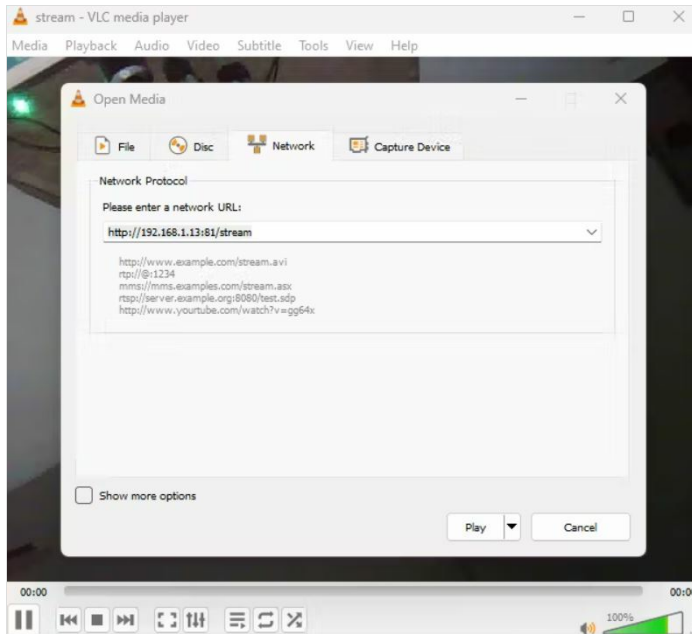 stream - VLC media player
Media Playback Audio Video Subtitle Tools View Help
Open Media
File Disc Network Capture Device
Network Protocol
Please enter a network URL:
http://192.168.1.13:81/stream
http://www.example.com/stream.avi
rtp://@:1234
mms://mms.examples.com/stream.asx
rtsp://server.example.org:8080/test.sdp
http://www.yourtube.com/watch?v=gg64x
Show more options
Play Cancel
00:00 00:0
100%